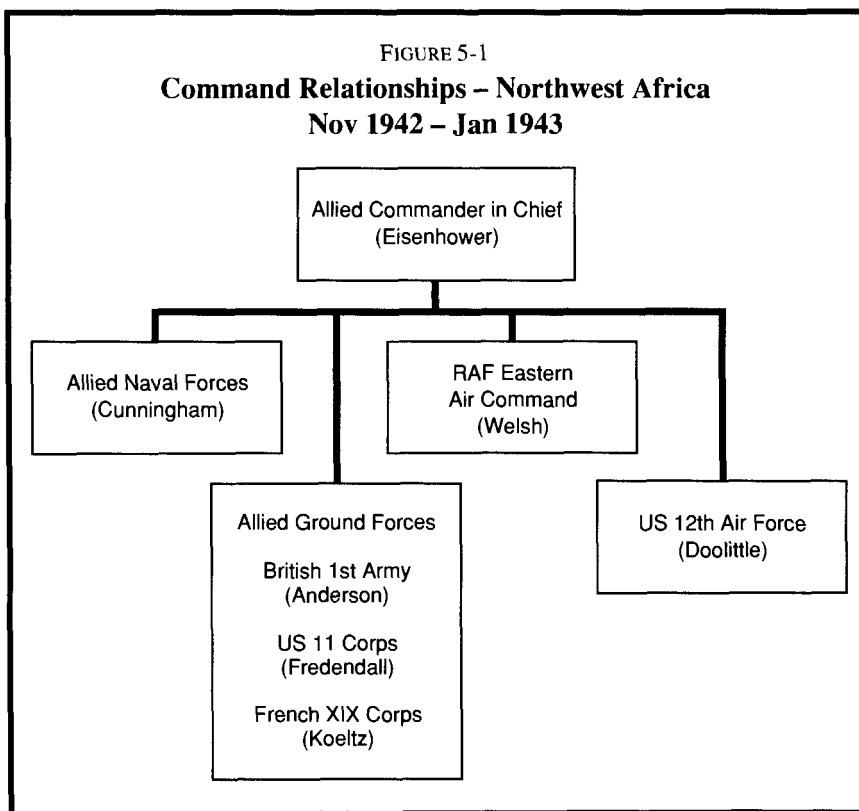 FIGURE 5-1
Command Relationships – Northwest Africa
Nov 1942 – Jan 1943
Allied Commander in Chief
(Eisenhower)
Allied Naval Forces
(Cunningham)
RAF Eastern
Air Command
(Welsh)
Allied Ground Forces
British 1st Army
(Anderson)
US 11 Corps
(Fredendall)
French XIX Corps
(Koeltz)
US 12th Air Force
(Doolittle)